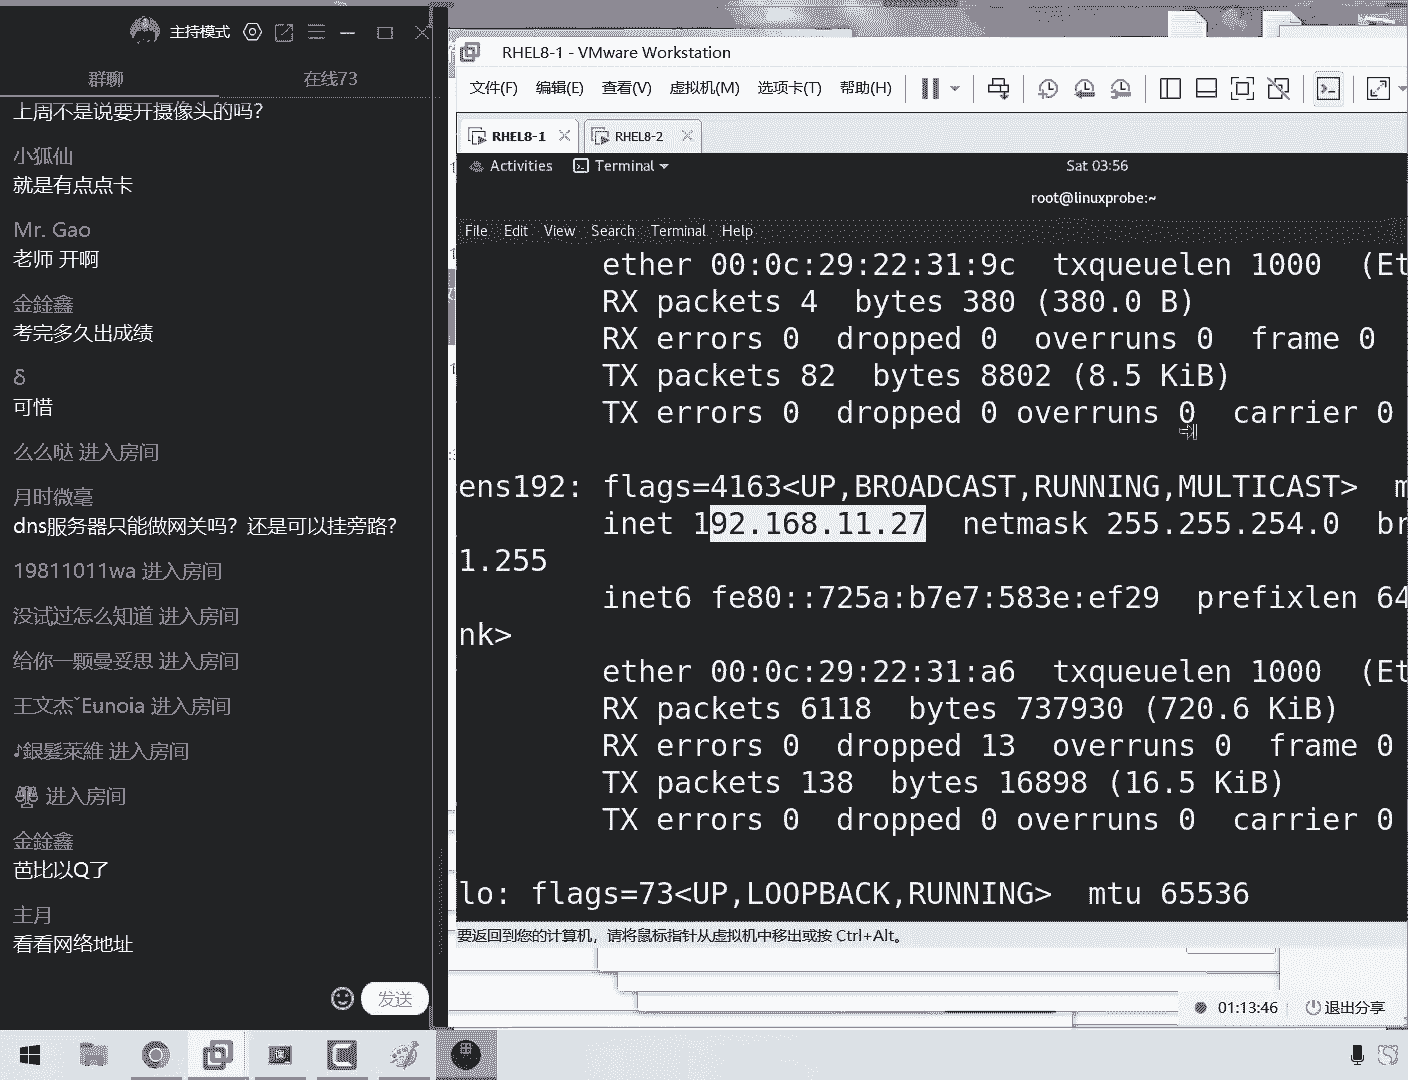 主持模式
群聊
在线73
上周不是说要开摄像头的吗？
小狐仙
就是有点点卡
Mr. Gao
老师 开啊
金銓鑫
考完多久出成绩
δ
可惜
么么哒 进入房间
月时微毫
dns服务器只能做网关吗？还是可以挂旁路？
19811011wa 进入房间
没试过怎么知道 进入房间
给你一颗曼妥思 进入房间
王文杰ˇEunoia 进入房间
♪銀髮萊維 进入房间
进入房间
金銓鑫
芭比以Q了
主月
看看网络地址
发送
RHEL8-1 - VMware Workstation
文件(F) 编辑(E) 查看(V) 虚拟机(M) 选项卡(T) 帮助(H)
RHEL8-1
RHEL8-2
Activities Terminal Sat 03:56
root@linuxprobe:~
File Edit View Search Terminal Help
ether 00:0c:29:22:31:9c txqueuelen 1000 (Et
RX packets 4 bytes 380 (380.0 B)
RX errors 0 dropped 0 overruns 0 frame 0
TX packets 82 bytes 8802 (8.5 KiB)
TX errors 0 dropped 0 overruns 0 carrier 0
ens192: flags=4163<UP,BROADCAST,RUNNING,MULTICAST> m
inet 192.168.11.27 netmask 255.255.254.0 br
1.255
inet6 fe80::725a:b7e7:583e:ef29 prefixlen 64
nk>
ether 00:0c:29:22:31:a6 txqueuelen 1000 (Et
RX packets 6118 bytes 737930 (720.6 KiB)
RX errors 0 dropped 13 overruns 0 frame 0
TX packets 138 bytes 16898 (16.5 KiB)
TX errors 0 dropped 0 overruns 0 carrier 0
lo: flags=73<UP,LOOPBACK,RUNNING> mtu 65536
要返回到您的计算机，请将鼠标指针从虚拟机中移出或按 Ctrl+Alt。
01:13:46
退出分享